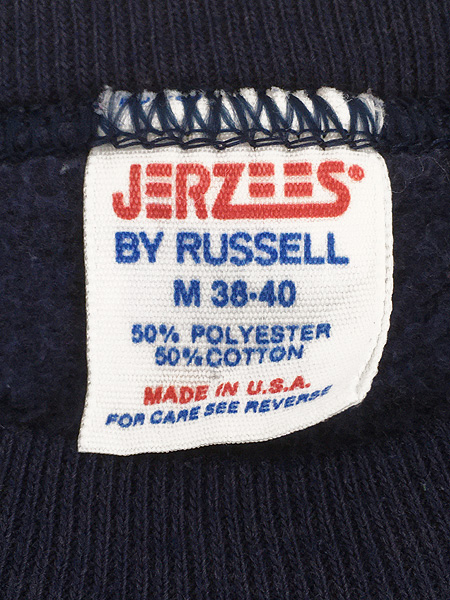 JERZEES®
BY RUSSELL
M 38-40
50% POLYESTER
50% COTTON
MADE IN U.S.A.
FOR CARE SEE REVERSE